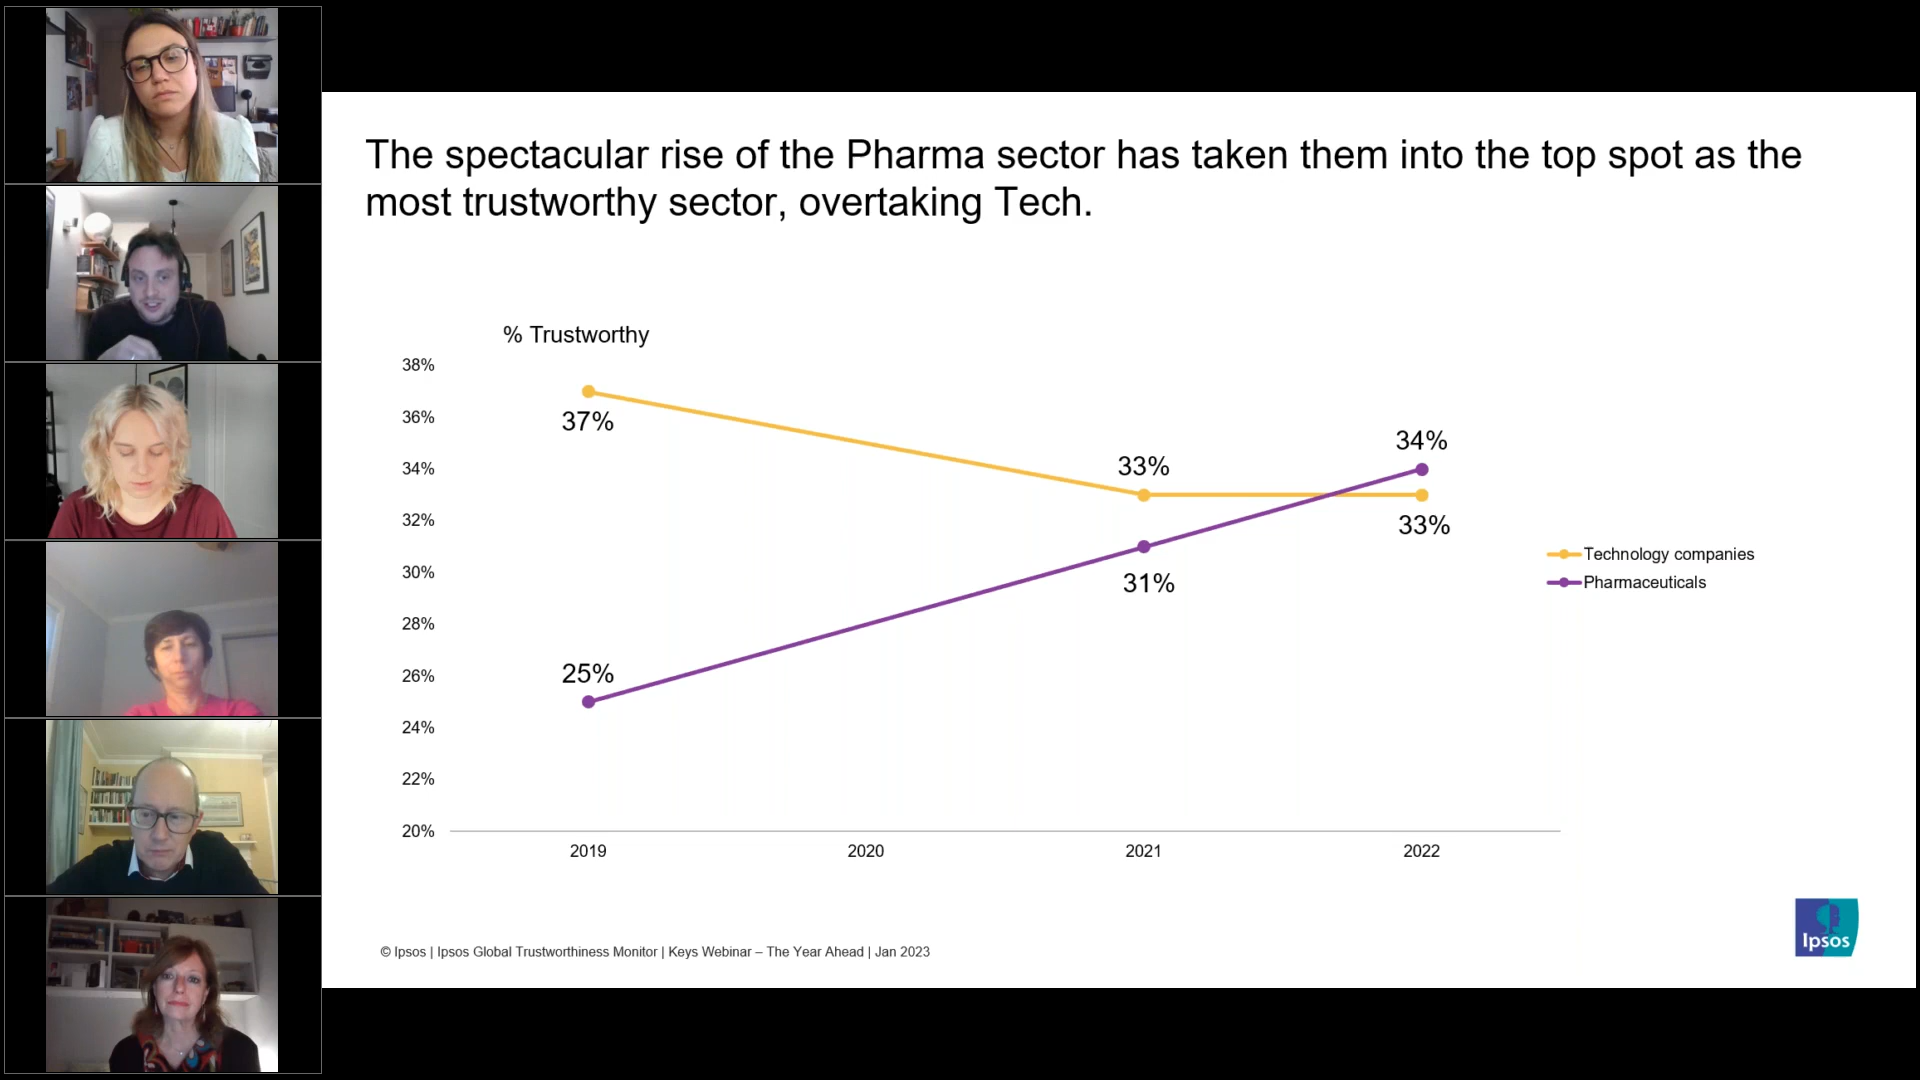 The spectacular rise of the Pharma sector has taken them into the top spot as the
most trustworthy sector, overtaking Tech.
% Trustworthy
38%
36%
34%
32%
30%
28%
26%
24%
22%
20%
37%
33%
34%
33%
31%
25%
2019
2020
2021
2022
Technology companies
Pharmaceuticals
© Ipsos | Ipsos Global Trustworthiness Monitor | Keys Webinar – The Year Ahead | Jan 2023
Ipsos